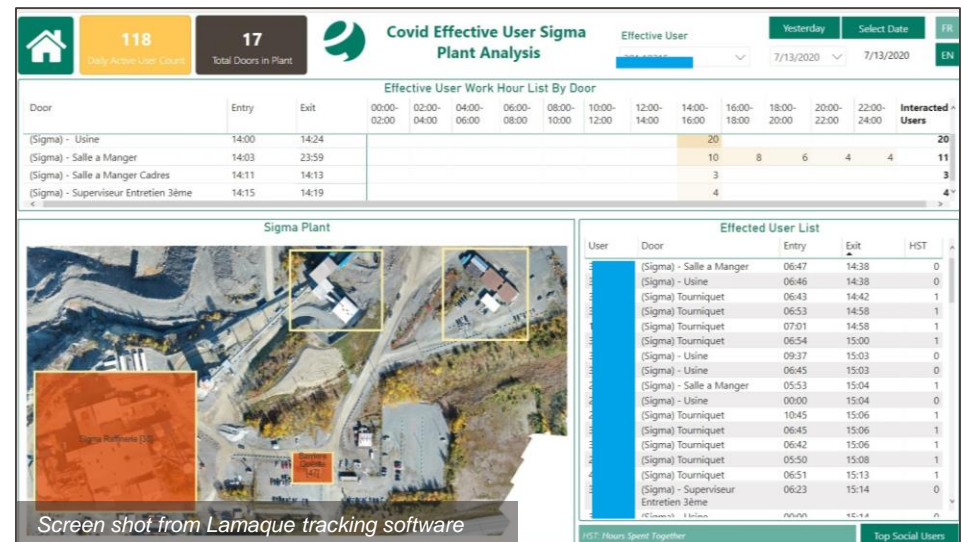 118
Daily Active User Count
17
Total Doors in Plant
Covid Effective User Sigma
Plant Analysis
Effective User
Yesterday
7/13/2020
Select Date
7/13/2020
FR
EN
Effective User Work Hour List By Door
Door Entry Exit 00:00-02:00 02:00-04:00 04:00-06:00 06:00-08:00 08:00-10:00 10:00-12:00 12:00-14:00 14:00-16:00 16:00-18:00 18:00-20:00 20:00-22:00 22:00-24:00 Interacted Users
(Sigma) - Usine 14:00 14:24 20 20
(Sigma) - Salle a Manger 14:03 23:59 10 8 6 4 4 11
(Sigma) - Salle a Manger Cadres 14:11 14:13 3 3
(Sigma) - Superviseur Entretien 3ème 14:15 14:19 4 4
Sigma Plant
Sigma Raffinerie [30]
[47]
Screen shot from Lamaque tracking software
Effected User List
User Door Entry Exit HST
(Sigma) - Salle a Manger 06:47 14:38 0
(Sigma) - Usine 06:46 14:38 0
(Sigma) Tourniquet 06:43 14:42 1
(Sigma) Tourniquet 06:53 14:58 1
(Sigma) Tourniquet 07:01 14:58 1
(Sigma) Tourniquet 06:54 15:00 1
(Sigma) - Usine 09:37 15:03 0
(Sigma) - Usine 06:45 15:03 0
(Sigma) - Salle a Manger 05:53 15:04 1
(Sigma) - Usine 00:00 15:04 0
(Sigma) Tourniquet 10:45 15:06 1
(Sigma) Tourniquet 06:45 15:06 1
(Sigma) Tourniquet 06:42 15:06 1
(Sigma) Tourniquet 05:50 15:08 1
(Sigma) Tourniquet 06:51 15:13 1
(Sigma) - Superviseur 06:23 15:14 0
Entretien 3ème
(Sigma) - Usine 00:00 15:14 0
HST: Hours Spent Together
Top Social Users